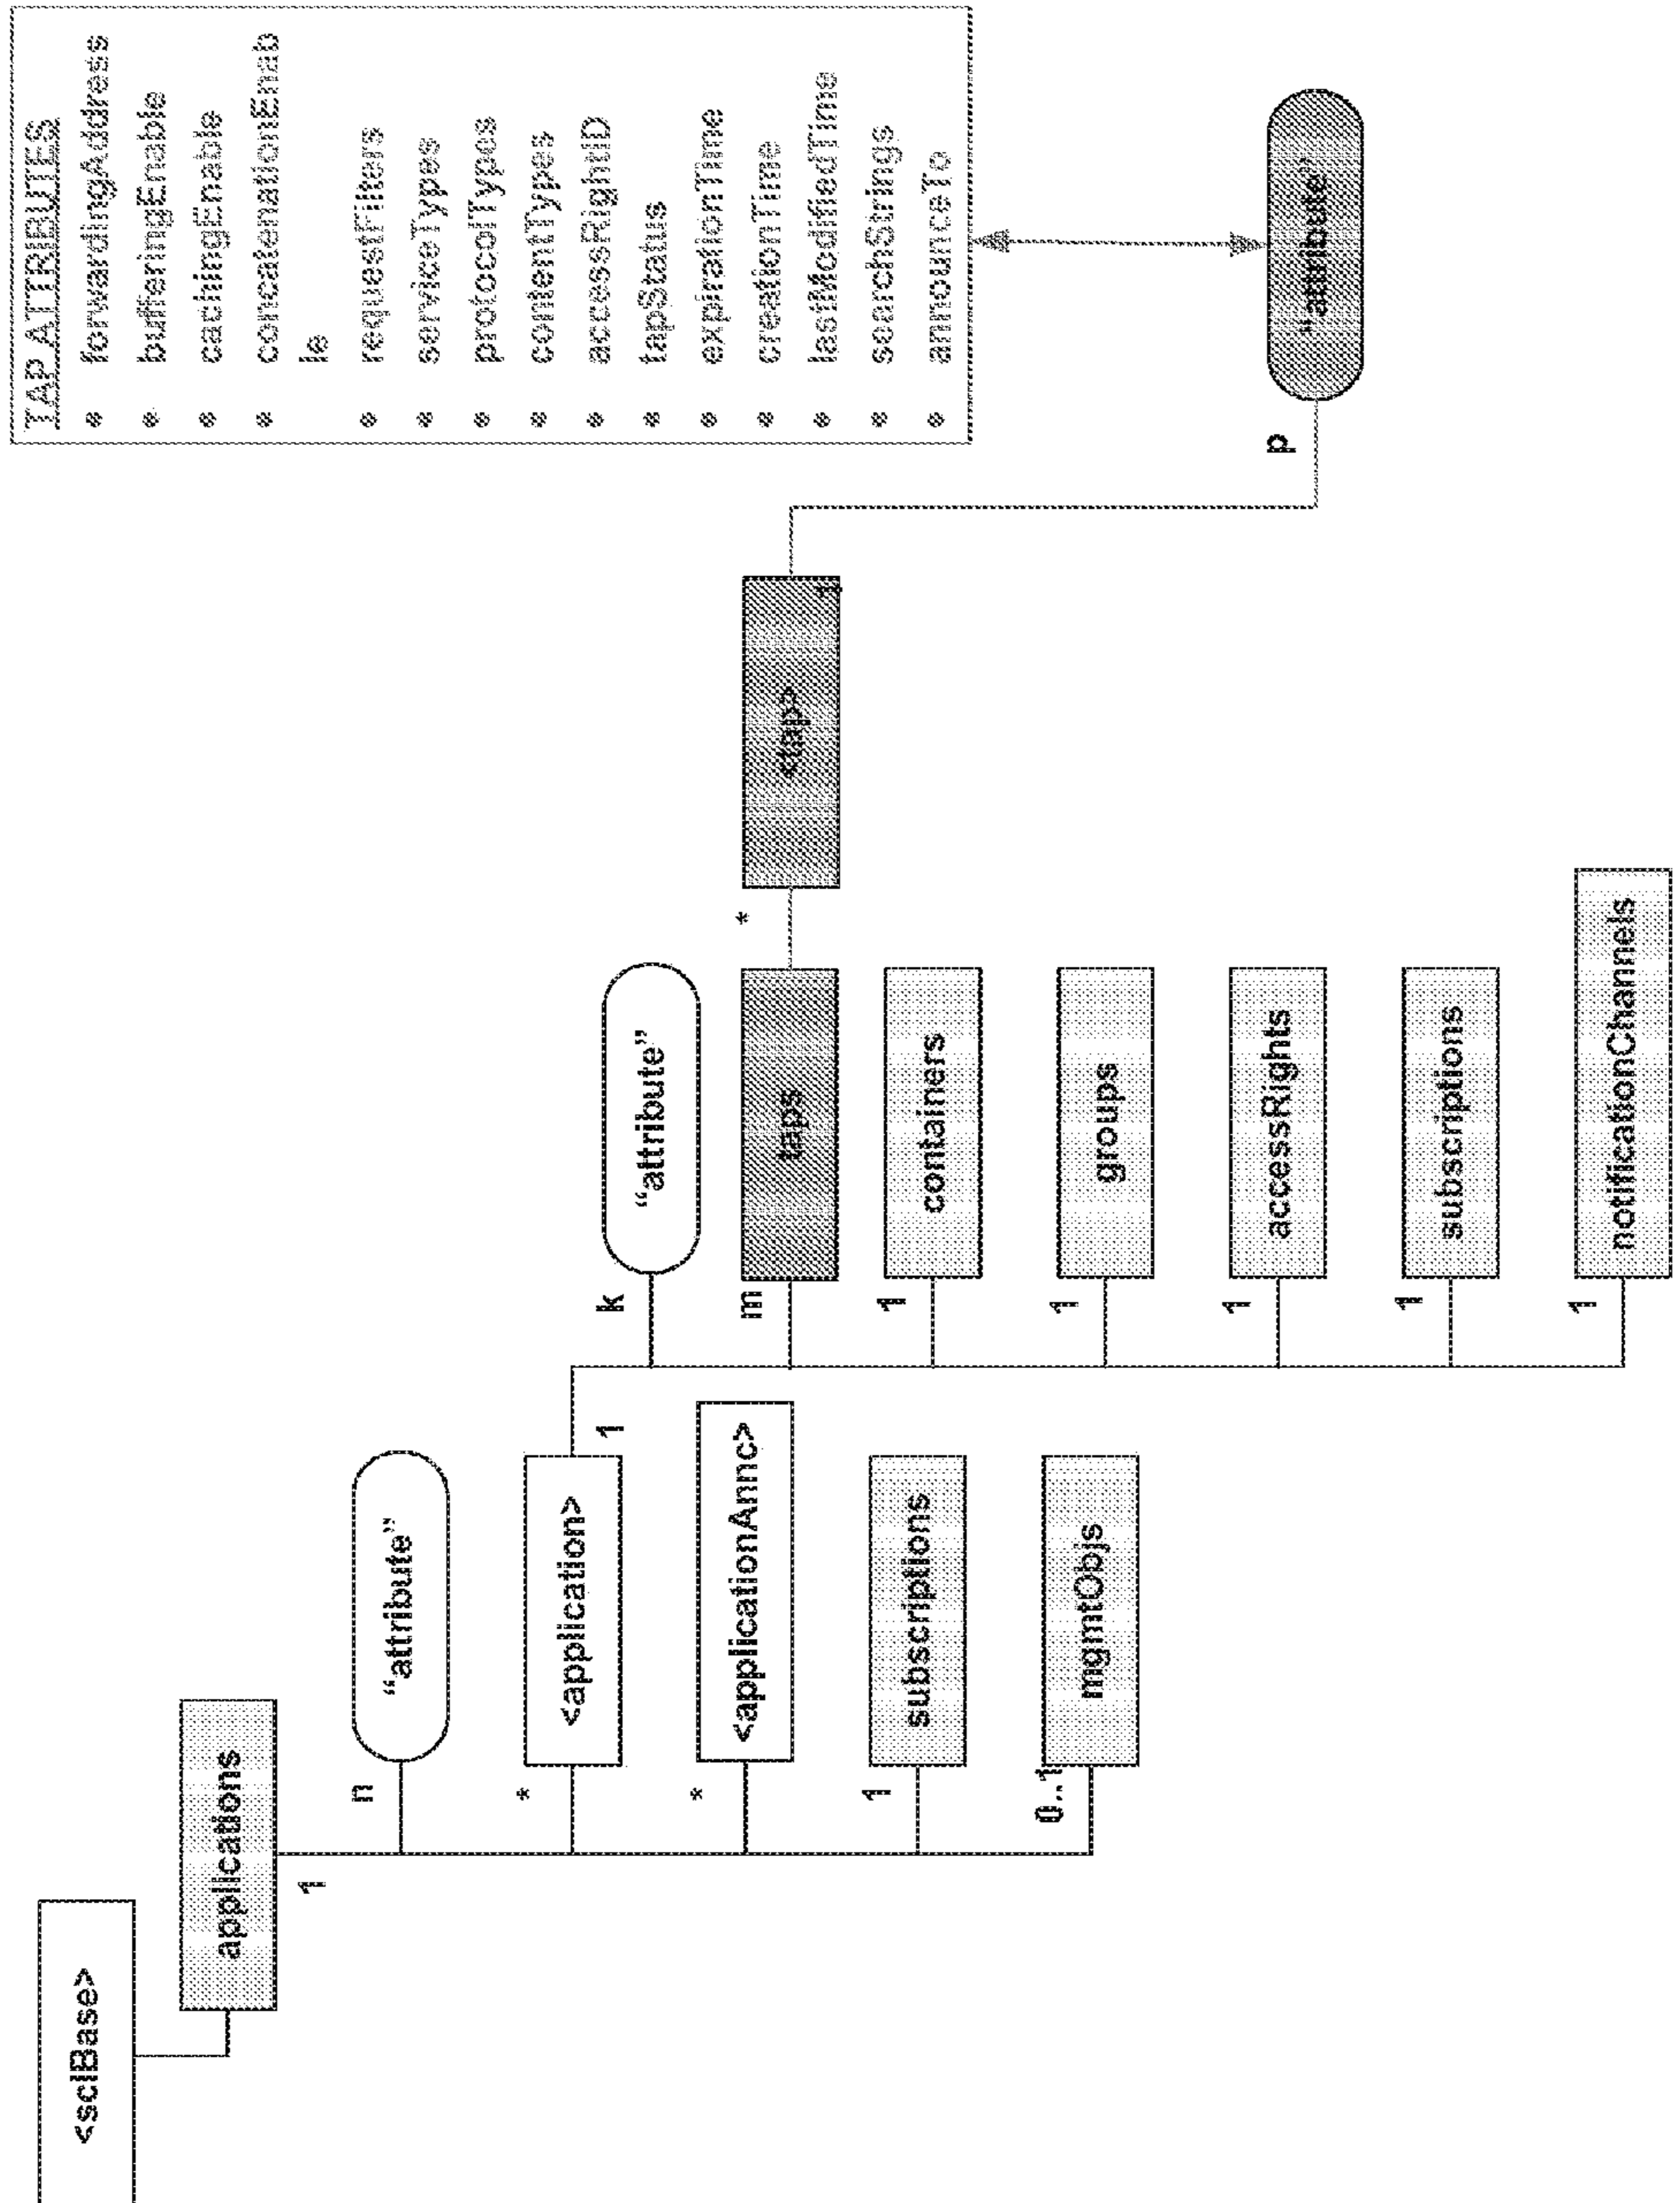 <sclBase>
applications
1
n
“attribute”
*
<application>
1
*
<applicationAnnc>
1
subscriptions
0..1
mgmtObjs
k
“attribute”
m
taps
*
<tap>
1
1
containers
1
groups
1
accessRights
1
subscriptions
1
notificationChannels
p
“attribute”
TAP ATTRIBUTES
• forwardingAddress
• bufferingEnable
• cachingEnable
• concatenationEnab
le
• requestFilters
• serviceTypes
• protocolTypes
• contentTypes
• accessRightID
• tapStatus
• expirationTime
• creationTime
• lastModifiedTime
• searchStrings
• announceTo